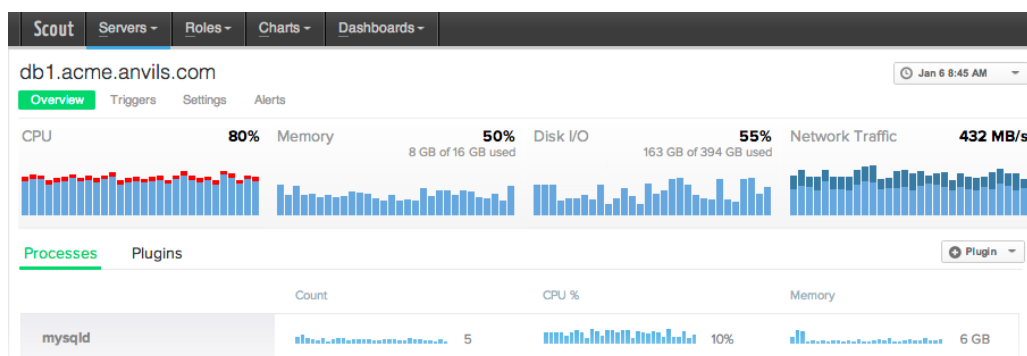 Scout Servers Roles Charts Dashboards
db1.acme.anvils.com
Jan 6 8:45 AM
Overview Triggers Settings Alerts
CPU 80% Memory 50% Disk I/O 55% Network Traffic 432 MB/s
8 GB of 16 GB used 163 GB of 394 GB used
Processes Plugins Plugin
Count CPU % Memory
mysqld 5 10% 6 GB